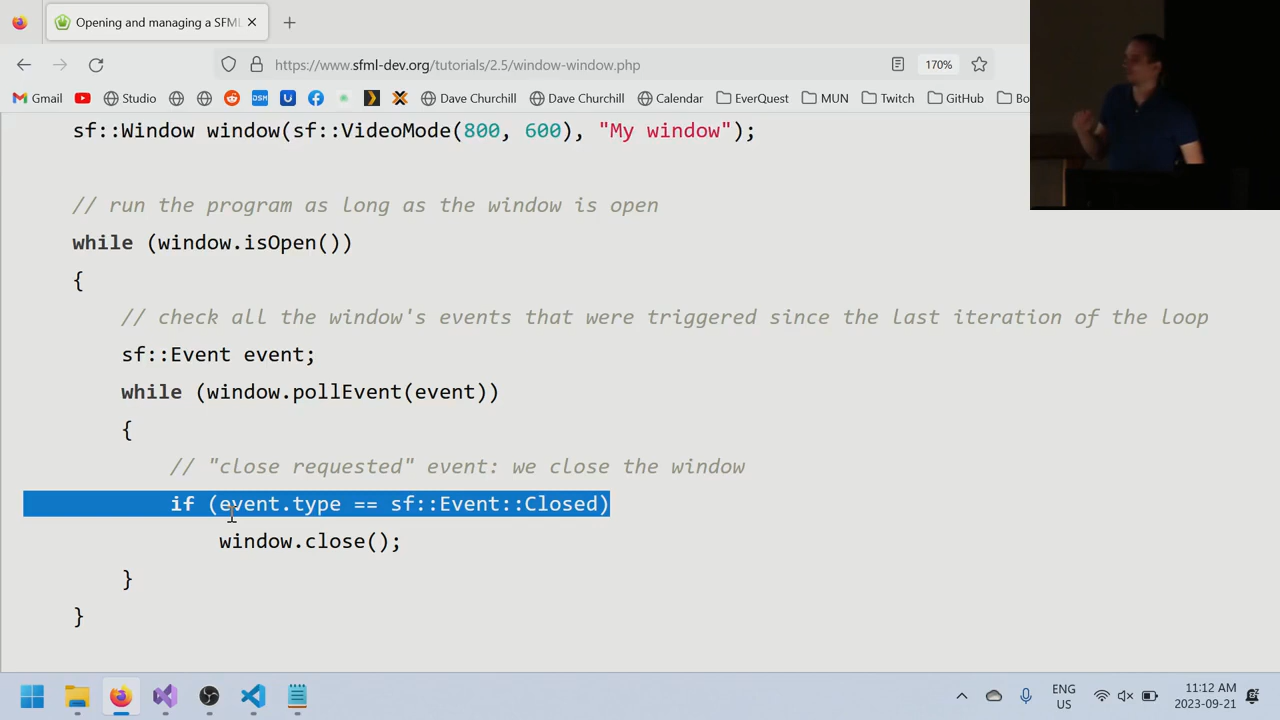 Opening and managing a SFML
https://www.sfml-dev.org/tutorials/2.5/window-window.php
170%
Gmail
Studio
DSM
Dave Churchill
Dave Churchill
Calendar
EverQuest
MUN
Twitch
GitHub
Bo
sf::Window window(sf::VideoMode(800, 600), "My window");
// run the program as long as the window is open
while (window.isOpen())
{
// check all the window's events that were triggered since the last iteration of the loop
sf::Event event;
while (window.pollEvent(event))
{
// "close requested" event: we close the window
if (event.type == sf::Event::Closed)
window.close();
}
}
ENG
US
11:12 AM
2023-09-21